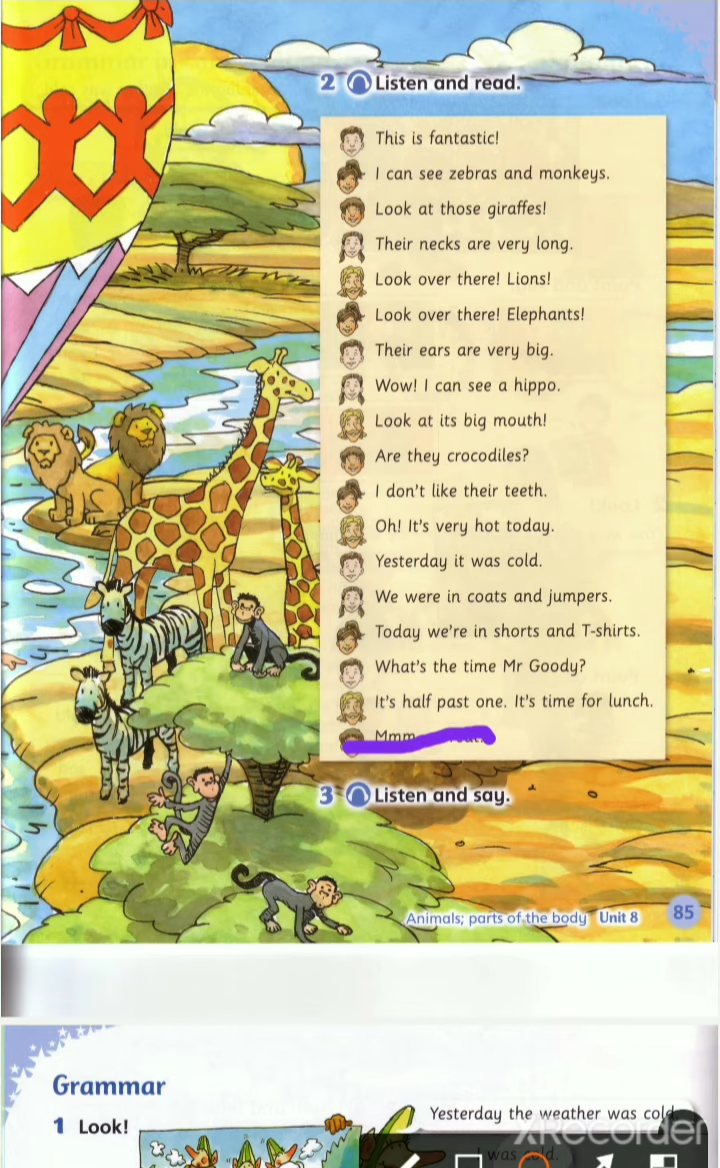 2 Listen and read.
This is fantastic!
I can see zebras and monkeys.
Look at those giraffes!
Their necks are very long.
Look over there! Lions!
Look over there! Elephants!
Their ears are very big.
Wow! I can see a hippo.
Look at its big mouth!
Are they crocodiles?
I don't like their teeth.
Oh! It's very hot today.
Yesterday it was cold.
We were in coats and jumpers.
Today we're in shorts and T-shirts.
What's the time Mr Goody?
It's half past one. It's time for lunch.
Mmm
3 Listen and say.
Animals; parts of the body Unit 8 85
Grammar
1 Look!
Yesterday the weather was cold.
I was cold.
XRecorder